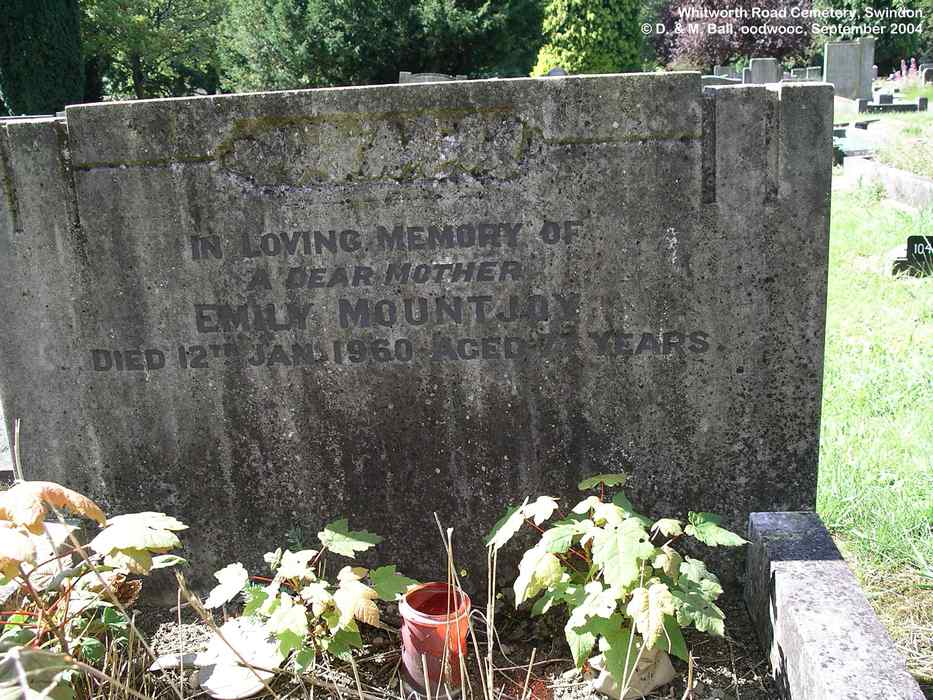 Whitworth Road Cemetery, Swindon
© D. & M. Ball, oodwooc, September 2004
IN LOVING MEMORY OF
A DEAR MOTHER
EMILY MOUNTJOY
DIED 12TH JAN. 1960 AGED YEARS
104